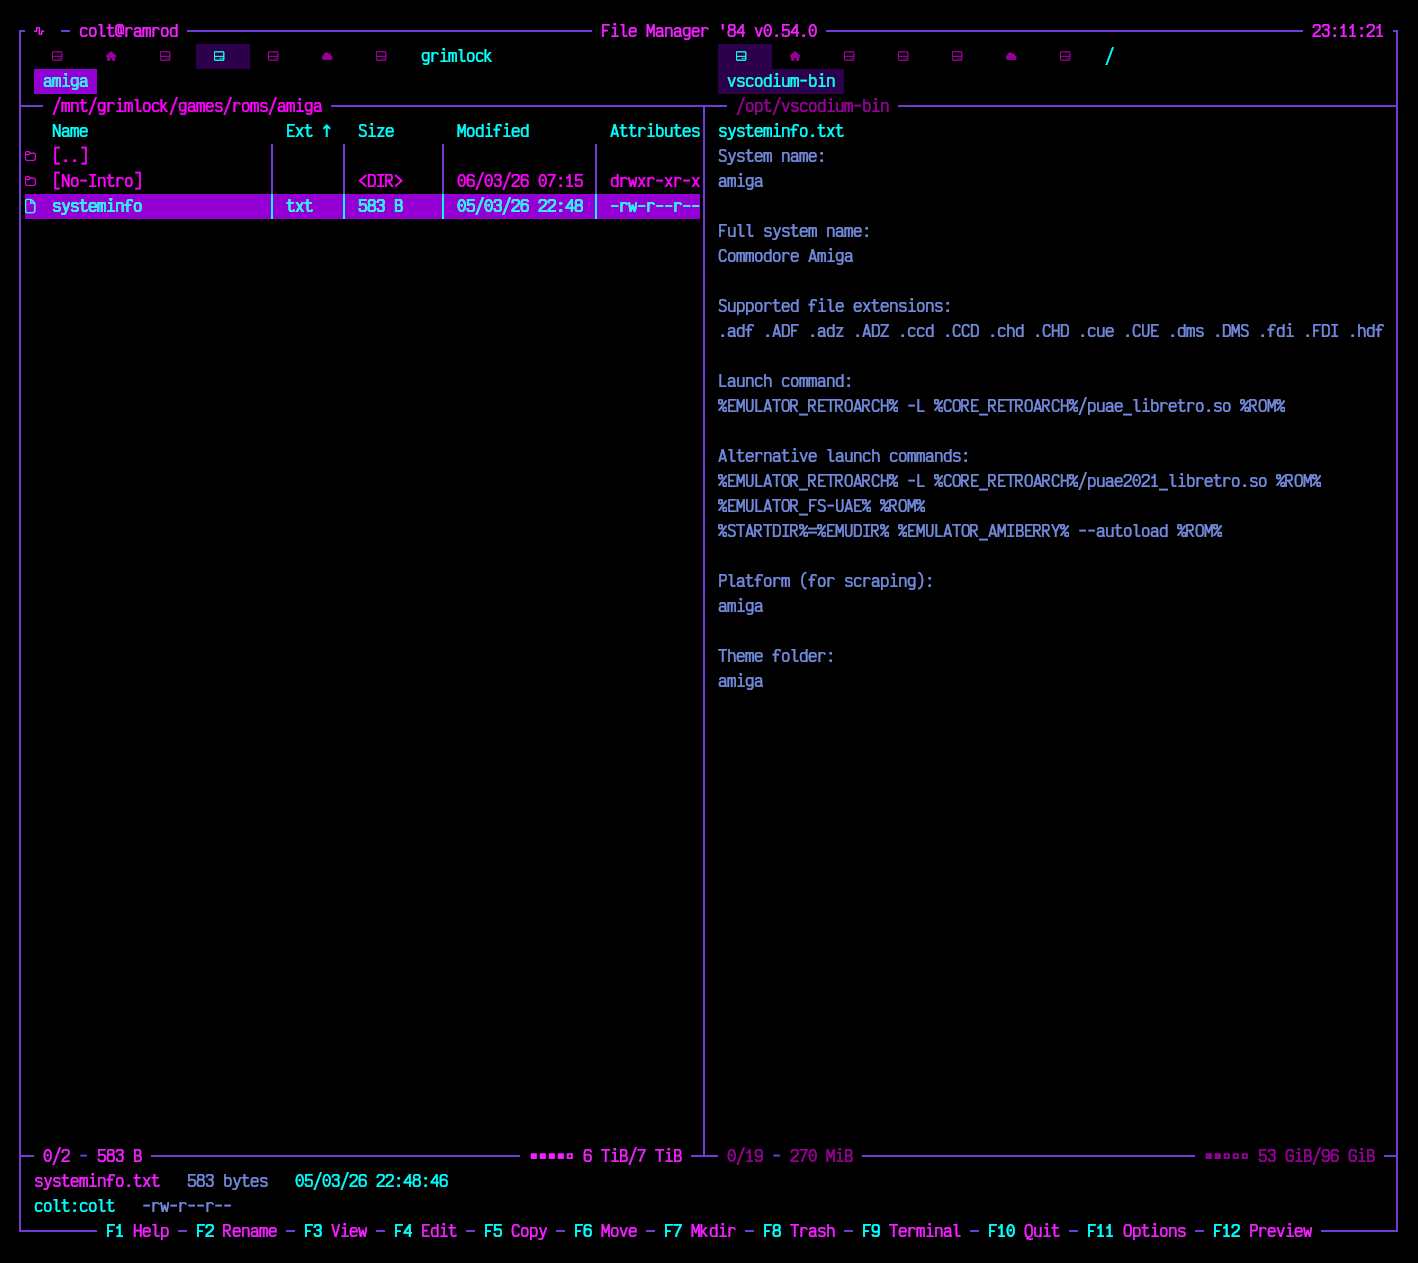 colt@ramrod File Manager '84 v0.54.0 23:11:21
grimlock /
amiga vscodium-bin
/mnt/grimlock/games/roms/amiga /opt/vscodium-bin
Name Ext ↑ Size Modified Attributes systeminfo.txt
[..] System name:
[No-Intro] <DIR> 06/03/26 07:15 drwxr-xr-x amiga
systeminfo txt 583 B 05/03/26 22:48 -rw-r--r--
Full system name:
Commodore Amiga
Supported file extensions:
.adf .ADF .adz .ADZ .ccd .CCD .chd .CHD .cue .CUE .dms .DMS .fdi .FDI .hdf
Launch command:
%EMULATOR_RETROARCH% -L %CORE_RETROARCH%/puae_libretro.so %ROM%
Alternative launch commands:
%EMULATOR_RETROARCH% -L %CORE_RETROARCH%/puae2021_libretro.so %ROM%
%EMULATOR_FS-UAE% %ROM%
%STARTDIR%=%EMUDIR% %EMULATOR_AMIBERRY% --autoload %ROM%
Platform (for scraping):
amiga
Theme folder:
amiga
0/2 - 583 B 6 TiB/7 TiB 0/19 - 270 MiB 53 GiB/96 GiB
systeminfo.txt 583 bytes 05/03/26 22:48:46
colt:colt -rw-r--r--
F1 Help F2 Rename F3 View F4 Edit F5 Copy F6 Move F7 Mkdir F8 Trash F9 Terminal F10 Quit F11 Options F12 Preview